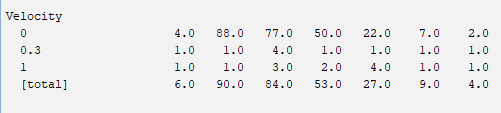 Velocity
0 4.0 88.0 77.0 50.0 22.0 7.0 2.0
0.3 1.0 1.0 4.0 1.0 1.0 1.0 1.0
1 1.0 1.0 3.0 2.0 4.0 1.0 1.0
[total] 6.0 90.0 84.0 53.0 27.0 9.0 4.0